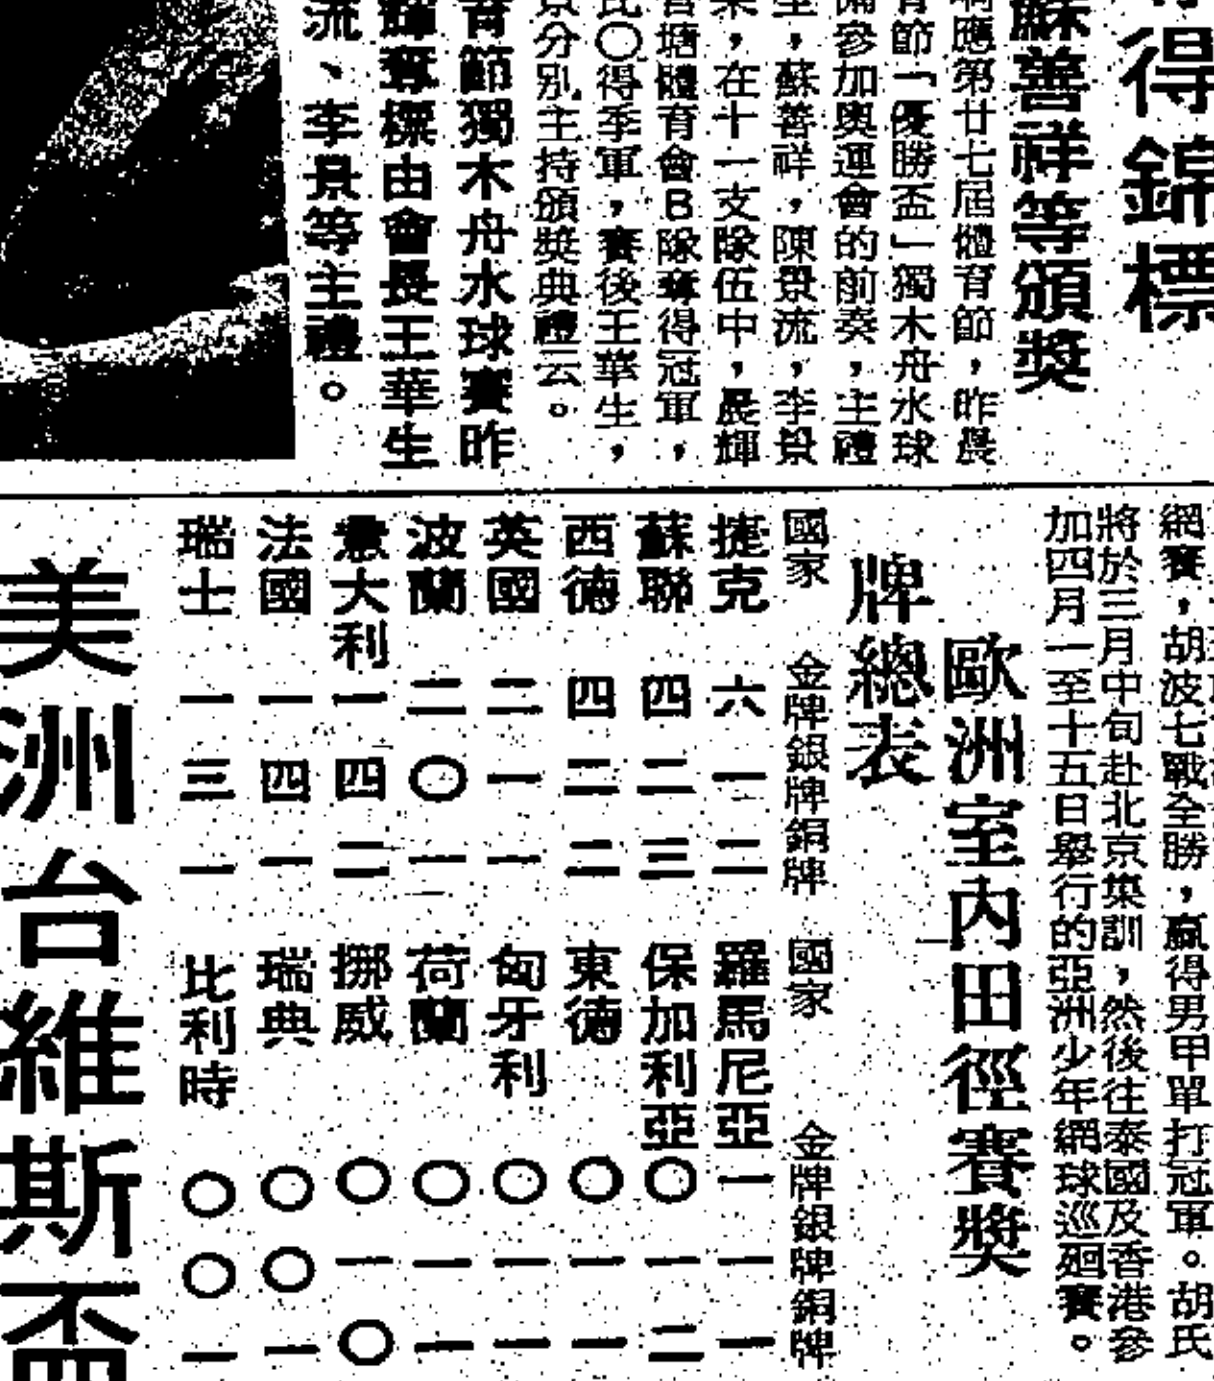 得錦標
蘇善祥等頒獎
應第廿七屆體育節，昨晨
育節「優勝盃」獨木舟水球
備參加奧運會的前奏，主禮
，蘇善祥，陳景流，李景
，在十一支隊伍中，晨輝
塘體育會B隊奪得冠軍，
〇得季軍，賽後王華生，
分別主持頒獎典禮云。
育節獨木舟水球賽昨
輝奪標由會長王華生
流、李景等主禮。
網賽，胡波七戰全勝，贏得男甲單打冠軍。胡氏
將於三月中旬赴北京集訓，然後往泰國及香港參
加四月一至十五日舉行的亞洲少年網球巡廻賽。
歐洲室內田徑賽獎
牌總表
國家 金牌銀牌銅牌 國家 金牌銀牌銅牌
捷克 六 一 二 羅馬尼亞 一 一 一
蘇聯 四 二 三 保加利亞 〇 一 二
西德 四 二 二 東德 〇 一 一
英國 二 一 一 匈牙利 〇 一 一
波蘭 二 〇 一 荷蘭 〇 一 一
意大利 一 四 二 挪威 〇 一 〇
法國 一 四 一 瑞典 〇 〇 一
瑞士 一 三 一 比利時 〇 〇 一
美洲台維斯盃